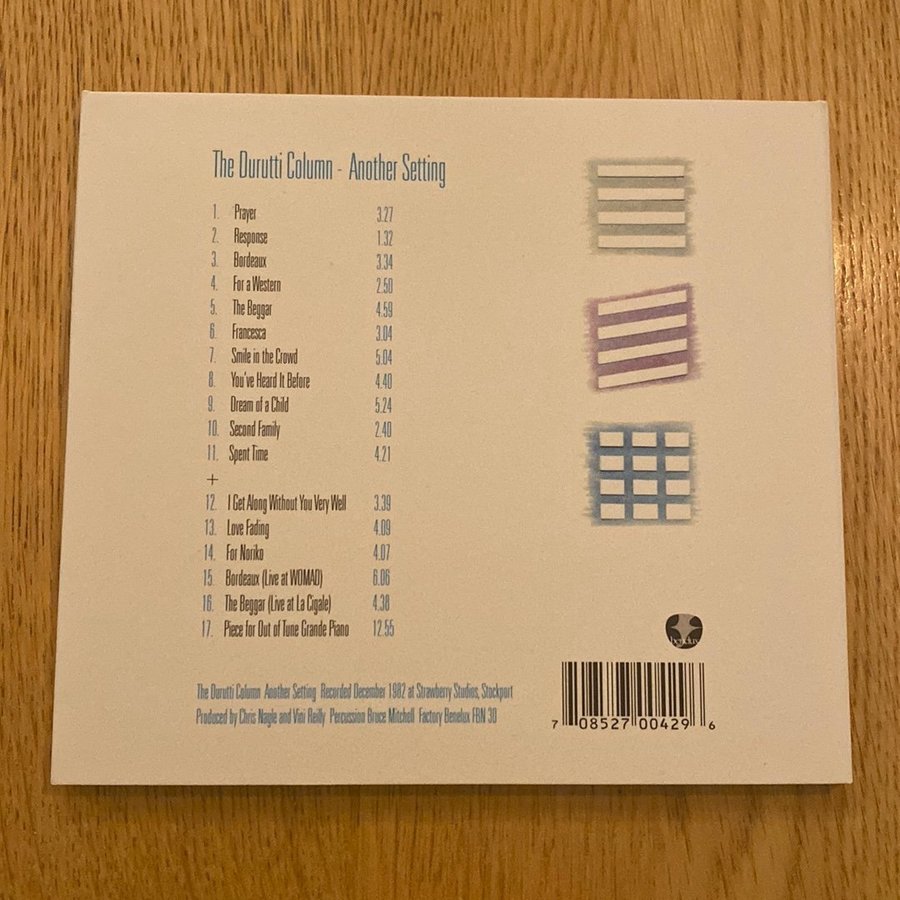 The Durutti Column - Another Setting
1. Prayer 3.27
2. Response 1.32
3. Bordeaux 3.34
4. For a Western 2.50
5. The Beggar 4.59
6. Francesca 3.04
7. Smile in the Crowd 5.04
8. You've Heard It Before 4.40
9. Dream of a Child 5.24
10. Second Family 2.40
11. Spent Time 4.21
+
12. I Get Along Without You Very Well 3.39
13. Love Fading 4.09
14. For Noriko 4.07
15. Bordeaux (Live at WOMAD) 6.06
16. The Beggar (Live at La Cigale) 4.38
17. Piece for Out of Tune Grande Piano 12.55
benelux
The Durutti Column Another Setting Recorded December 1982 at Strawberry Studios, Stockport
Produced by Chris Nagle and Vini Reilly Percussion Bruce Mitchell Factory Benelux FBN 30
7 08527 00429 6